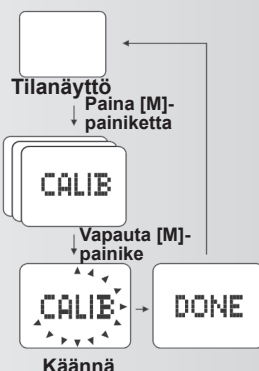 Tilanäyttö
Paina [M]-
painiketta
CALIB
Vapauta [M]-
painike
CALIB
DONE
Käännä